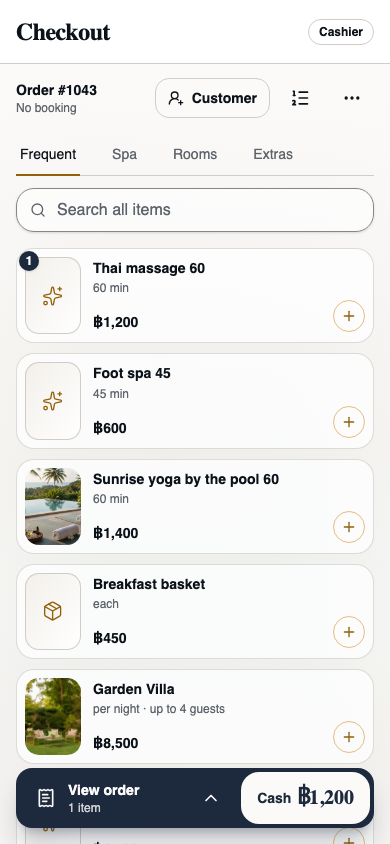 Checkout
Cashier
Order #1043
No booking
Customer
Frequent
Spa
Rooms
Extras
Search all items
1
Thai massage 60
60 min
฿1,200
Foot spa 45
45 min
฿600
Sunrise yoga by the pool 60
60 min
฿1,400
Breakfast basket
each
฿450
Garden Villa
per night · up to 4 guests
฿8,500
View order
1 item
Cash ฿1,200